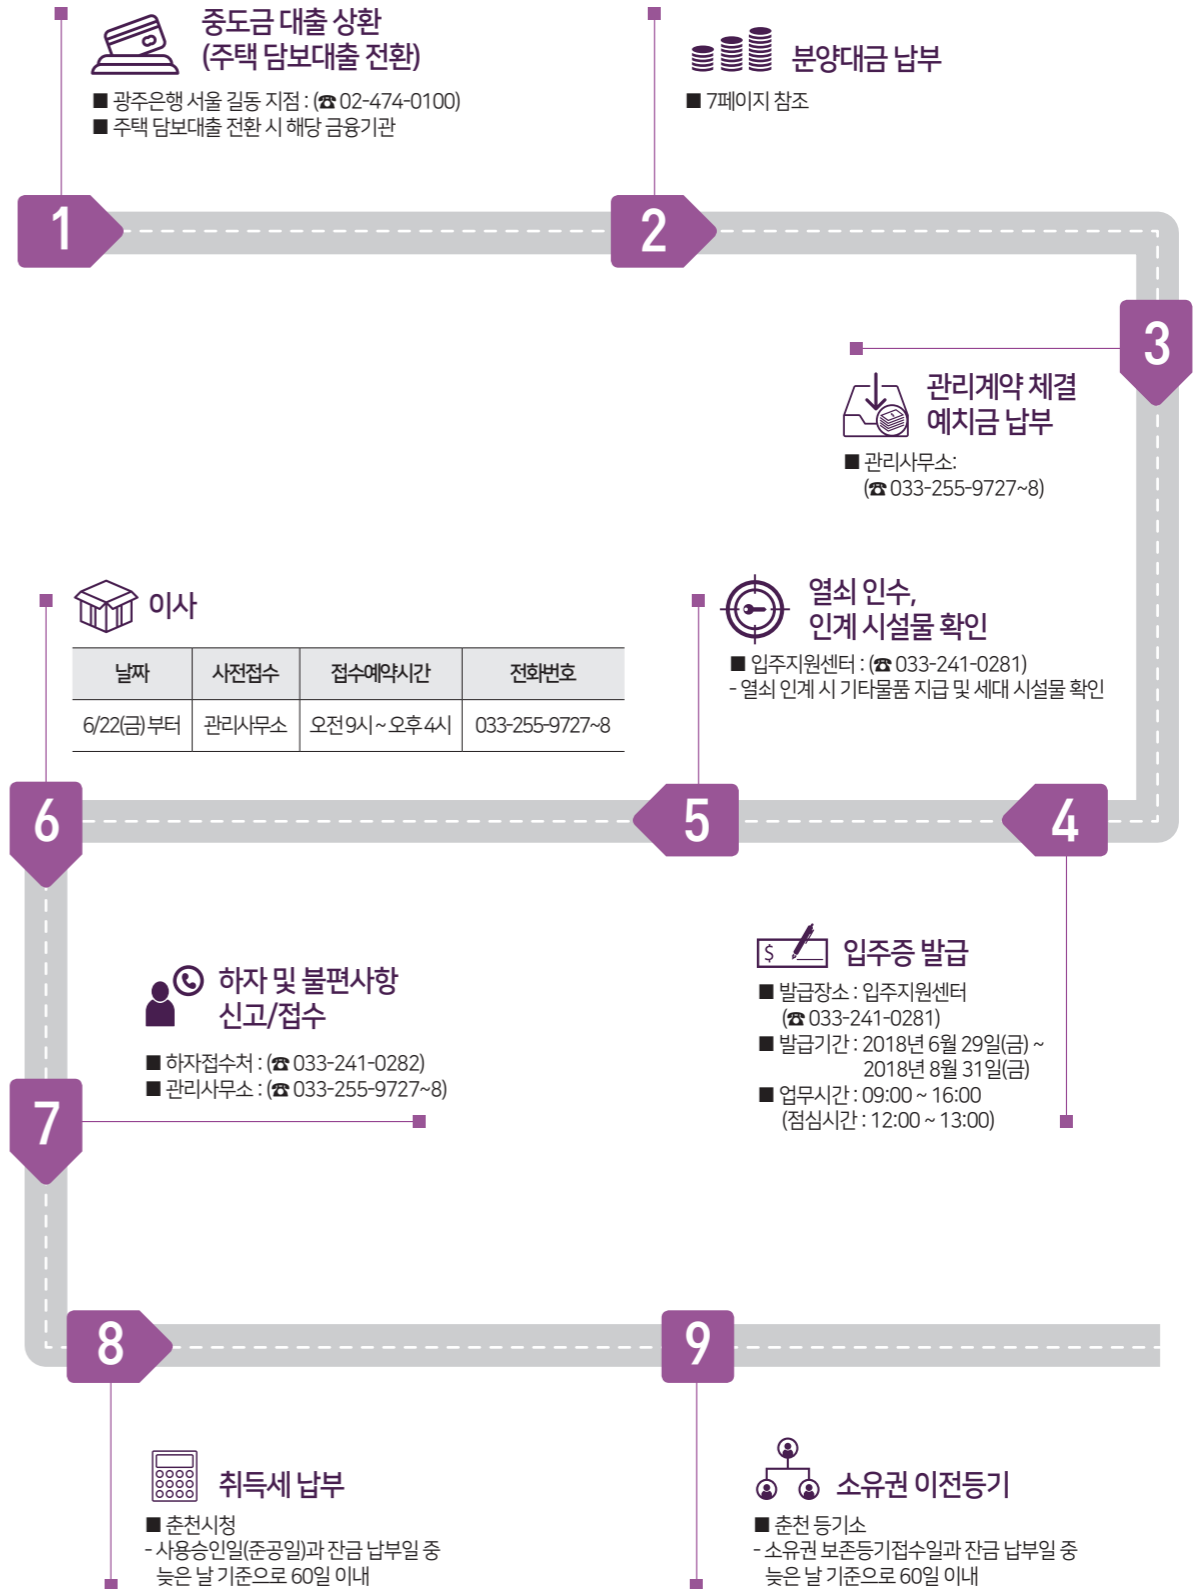 중도금 대출 상환
(주택 담보대출 전환)
■ 광주은행 서울 길동 지점 : (☎ 02-474-0100)
■ 주택 담보대출 전환 시 해당 금융기관
분양대금 납부
■ 7페이지 참조
1
2
3
관리계약 체결
예치금 납부
■ 관리사무소:
(☎ 033-255-9727~8)
열쇠 인수,
인계 시설물 확인
■ 입주지원센터 : (☎ 033-241-0281)
- 열쇠 인계 시 기타물품 지급 및 세대 시설물 확인
이사
날짜 사전접수 접수예약시간 전화번호
6/22(금) 부터 관리사무소 오전 9시 ~ 오후 4시 033-255-9727~8
6
5
4
입주증 발급
■ 발급장소 : 입주지원센터
(☎ 033-241-0281)
■ 발급기간 : 2018년 6월 29일(금) ~
2018년 8월 31일(금)
■ 업무시간 : 09:00 ~ 16:00
(점심시간 : 12:00 ~ 13:00)
하자 및 불편사항
신고/접수
■ 하자접수처 : (☎ 033-241-0282)
■ 관리사무소 : (☎ 033-255-9727~8)
7
8
9
취득세 납부
■ 춘천시청
- 사용승인일(준공일)과 잔금 납부일 중
늦은 날 기준으로 60일 이내
소유권 이전등기
■ 춘천 등기소
- 소유권 보존등기접수일과 잔금 납부일 중
늦은 날 기준으로 60일 이내